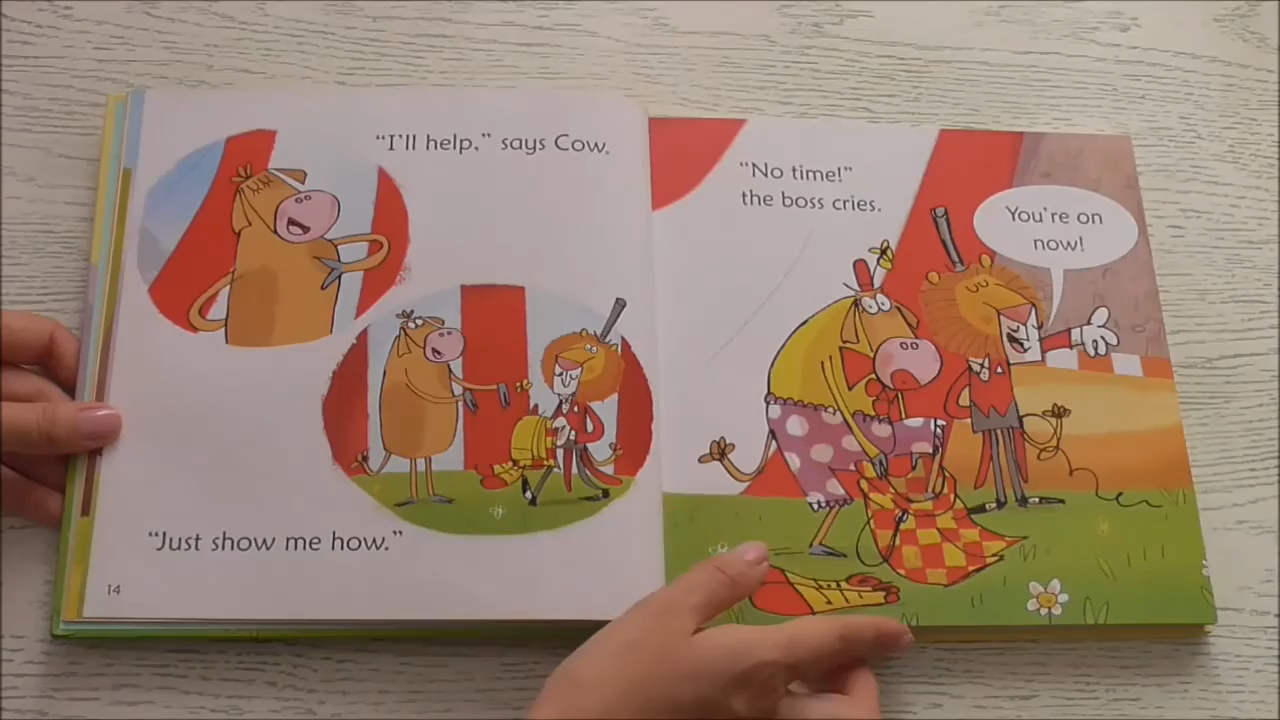 “I’ll help,” says Cow.
“Just show me how.”
14
“No time!”
the boss cries.
You’re on
now!